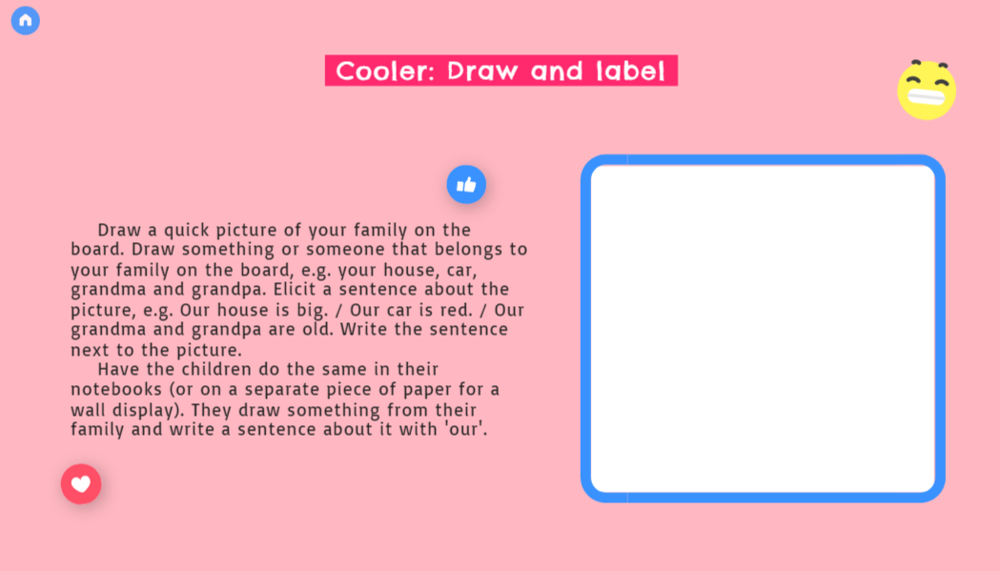 Cooler: Draw and label
Draw a quick picture of your family on the
board. Draw something or someone that belongs to
your family on the board, e.g. your house, car,
grandma and grandpa. Elicit a sentence about the
picture, e.g. Our house is big. / Our car is red. / Our
grandma and grandpa are old. Write the sentence
next to the picture.
Have the children do the same in their
notebooks (or on a separate piece of paper for a
wall display). They draw something from their
family and write a sentence about it with 'our'.